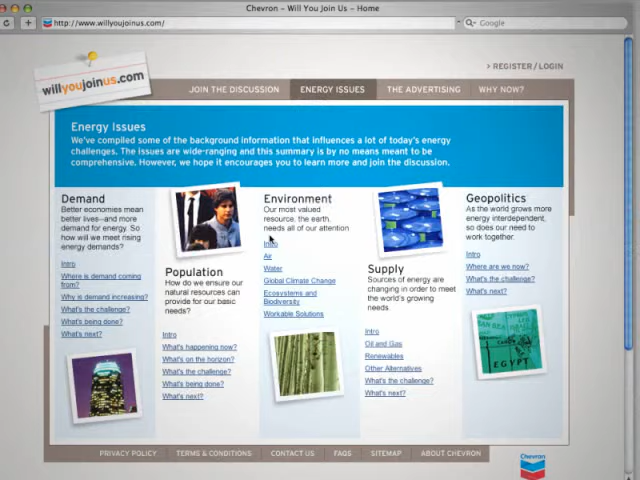 Chevron – Will You Join Us – Home
http://www.willyoujoinus.com/
Google
willyoujoinus.com
> REGISTER / LOGIN
JOIN THE DISCUSSION
ENERGY ISSUES
THE ADVERTISING
WHY NOW?
Energy Issues
We've compiled some of the background information that influences a lot of today's energy
challenges. The issues are wide-ranging and this summary is by no means meant to be
comprehensive. However, we hope it encourages you to learn more and join the discussion.
Demand
Better economies mean
better lives--and more
demand for energy. So
how will we meet rising
energy demands?
Intro
Where is demand coming
from?
Why is demand increasing?
What's the challenge?
What's being done?
What's next?
Population
How do we ensure our
natural resources can
provide for our basic
needs?
Intro
What's happening now?
What's on the horizon?
What's the challenge?
What's being done?
What's next?
Environment
Our most valued
resource, the earth,
needs all of our attention
Intro
Air
Water
Global Climate Change
Ecosystems and
Biodiversity
Workable Solutions
Supply
Sources of energy are
changing in order to meet
the world's growing
needs
Intro
Oil and Gas
Renewables
Other Alternatives
What's the challenge?
What's next?
Geopolitics
As the world grows more
energy interdependent,
so does our need to
work together.
Intro
Where are we now?
What's the challenge?
What's next?
EGYPT
PRIVACY POLICY
TERMS & CONDITIONS
CONTACT US
FAQS
SITEMAP
ABOUT CHEVRON
Chevron